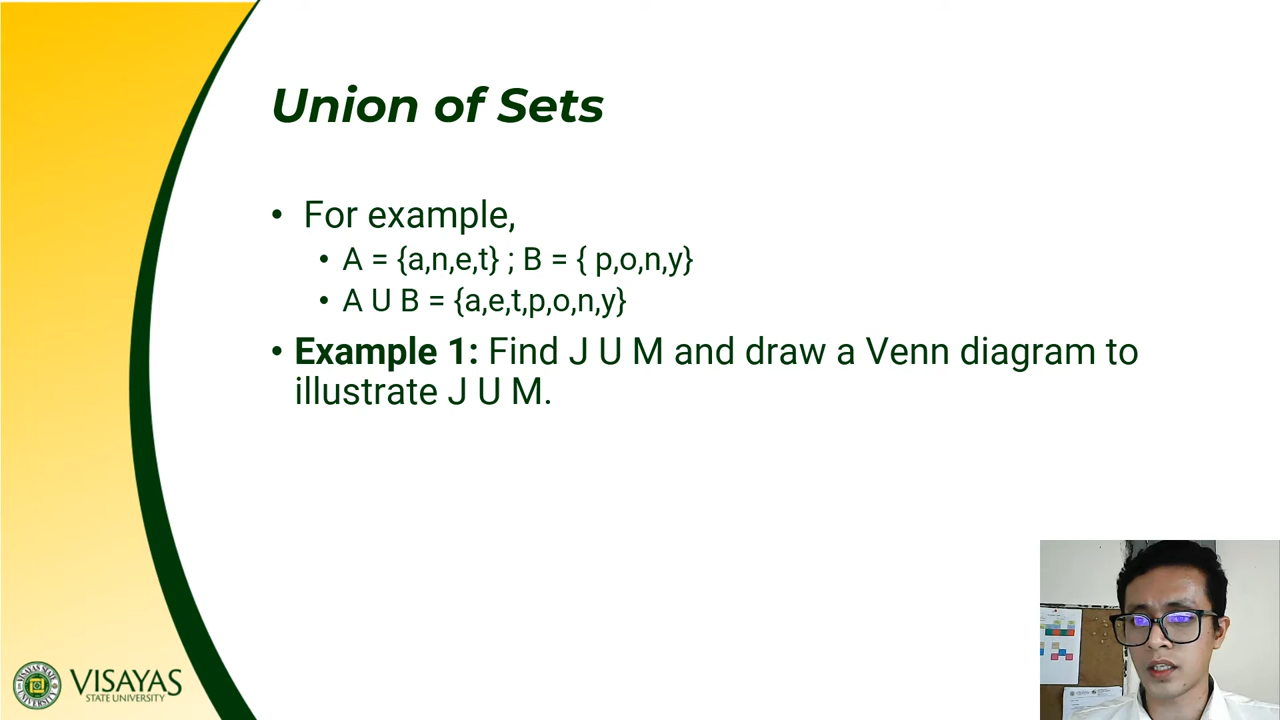 Union of Sets
• For example,
• A = {a,n,e,t} ; B = { p,o,n,y}
• A U B = {a,e,t,p,o,n,y}
• Example 1: Find J U M and draw a Venn diagram to
illustrate J U M.
VISAYAS
STATE UNIVERSITY